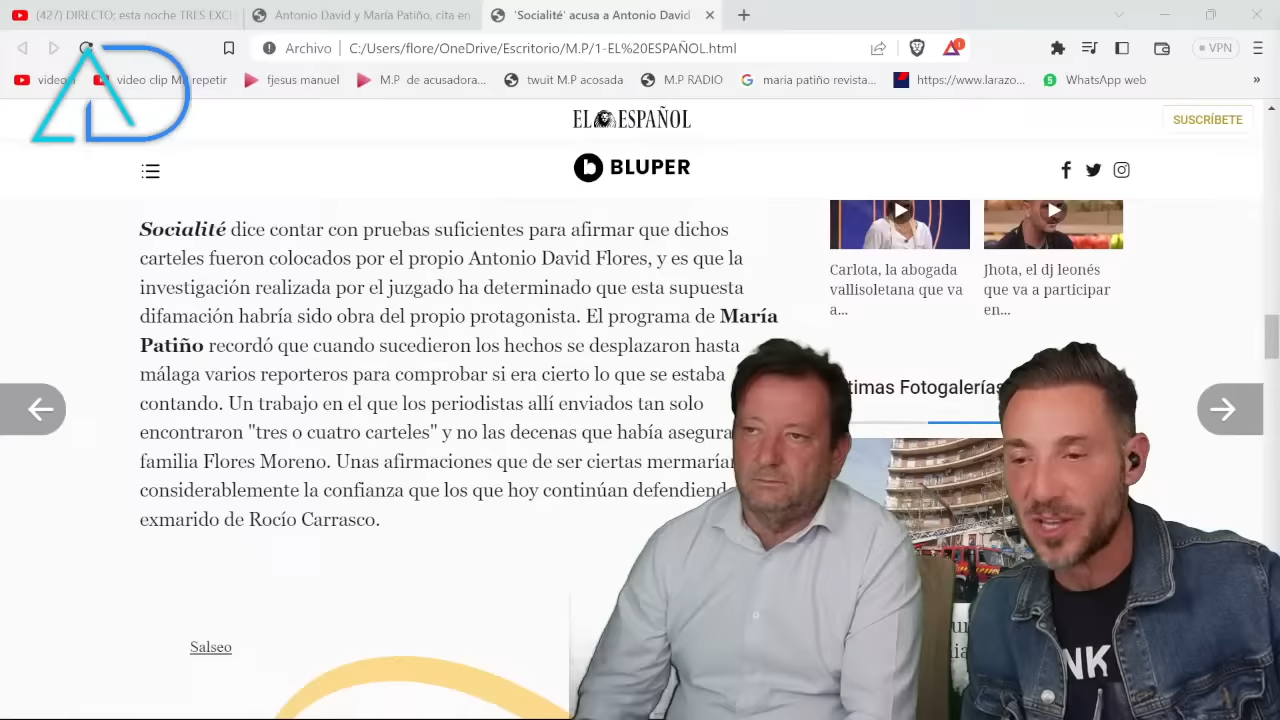 (427) DIRECTO: esta noche TRES EXC
Antonio David y María Patiño, cita en
'Socialité' acusa a Antonio David
Archivo
C:/Users/flore/OneDrive/Escritorio/M.P/1-EL%20ESPAÑOL.html
1
VPN
video
video clip M
repetir
fjesus manuel
M.P de acusadora...
twuit M.P acosada
M.P RADIO
maria patiño revista...
https://www.larazo...
WhatsApp web
»
AD
EL ESPAÑOL
SUSCRÍBETE
b BLUPER
Socialité dice contar con pruebas suficientes para afirmar que dichos
carteles fueron colocados por el propio Antonio David Flores, y es que la
investigación realizada por el juzgado ha determinado que esta supuesta
difamación habría sido obra del propio protagonista. El programa de María
Patiño recordó que cuando sucedieron los hechos se desplazaron hasta
málaga varios reporteros para comprobar si era cierto lo que se estaba
contando. Un trabajo en el que los periodistas allí enviados tan solo
encontraron "tres o cuatro carteles" y no las decenas que había asegura
familia Flores Moreno. Unas afirmaciones que de ser ciertas mermaría
considerablemente la confianza que los que hoy continúan defendiend
exmarido de Rocío Carrasco.
Salseo
Carlota, la abogada
vallisoletana que va
a...
Jhota, el dj leonés
que va a participar
en...
timas Fotogalerías
NK